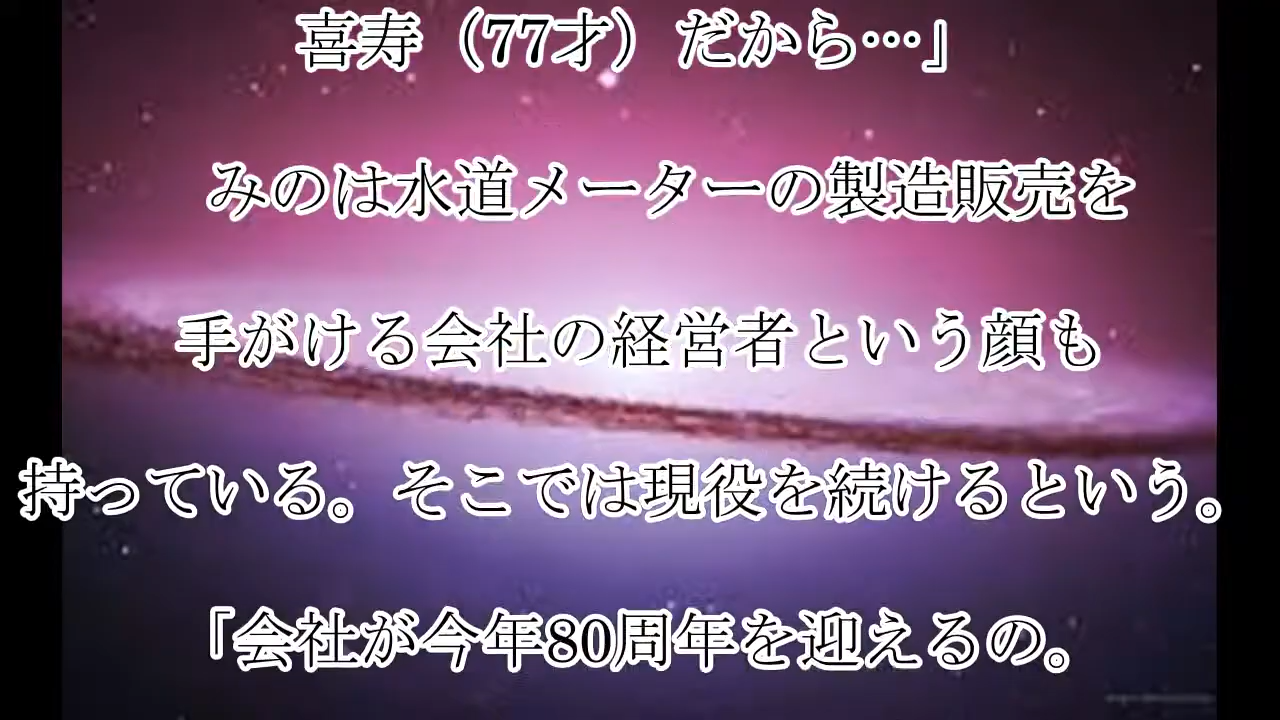 喜寿（77才）だから…」
みのは水道メーターの製造販売を
手がける会社の経営者という顔も
持っている。そこでは現役を続けるという。
「会社が今年80周年を迎えるの。